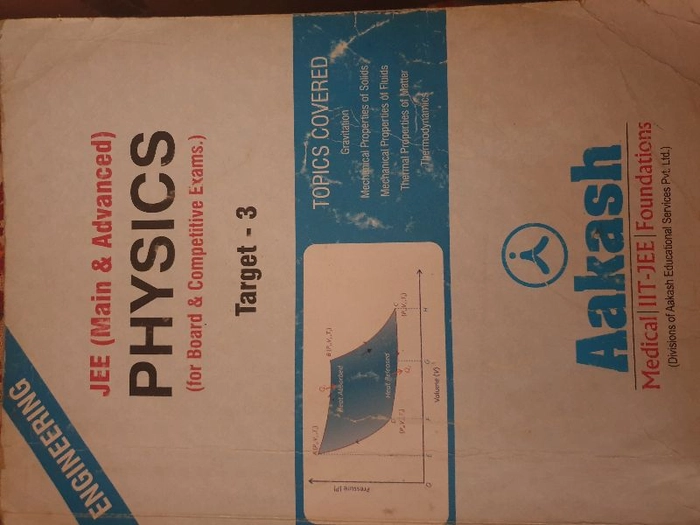 ENGINEERING
JEE (Main & Advanced)
PHYSICS
(for Board & Competitive Exams.)
Target - 3
TOPICS COVERED
Gravitation
Mechanical Properties of Solids
Mechanical Properties of Fluids
Thermal Properties of Matter
Thermodynamics
Heat Absorbed
Heat Released
Volume (V)
Pressure (P)
Aakash
Medical|IIT-JEE|Foundations
(Divisions of Aakash Educational Services Pvt. Ltd.)